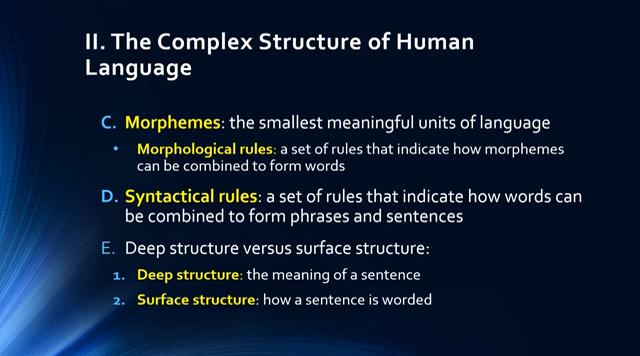 II. The Complex Structure of Human
Language
C. Morphemes: the smallest meaningful units of language
• Morphological rules: a set of rules that indicate how morphemes
can be combined to form words
D. Syntactical rules: a set of rules that indicate how words can
be combined to form phrases and sentences
E. Deep structure versus surface structure:
1. Deep structure: the meaning of a sentence
2. Surface structure: how a sentence is worded